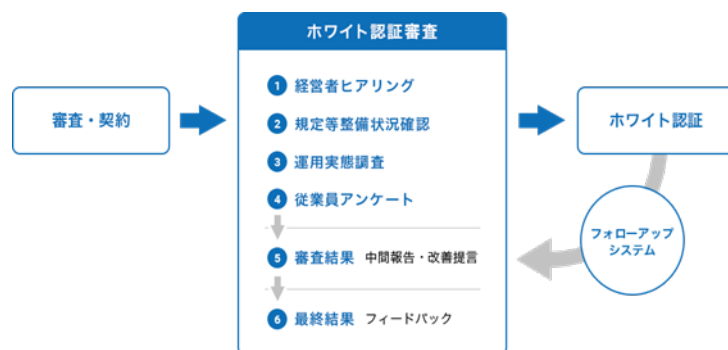 ホワイト認証審査
審査・契約
1 経営者ヒアリング
2 規定等整備状況確認
3 運用実態調査
4 従業員アンケート
5 審査結果 中間報告・改善提言
6 最終結果 フィードバック
ホワイト認証
フォローアップ
システム